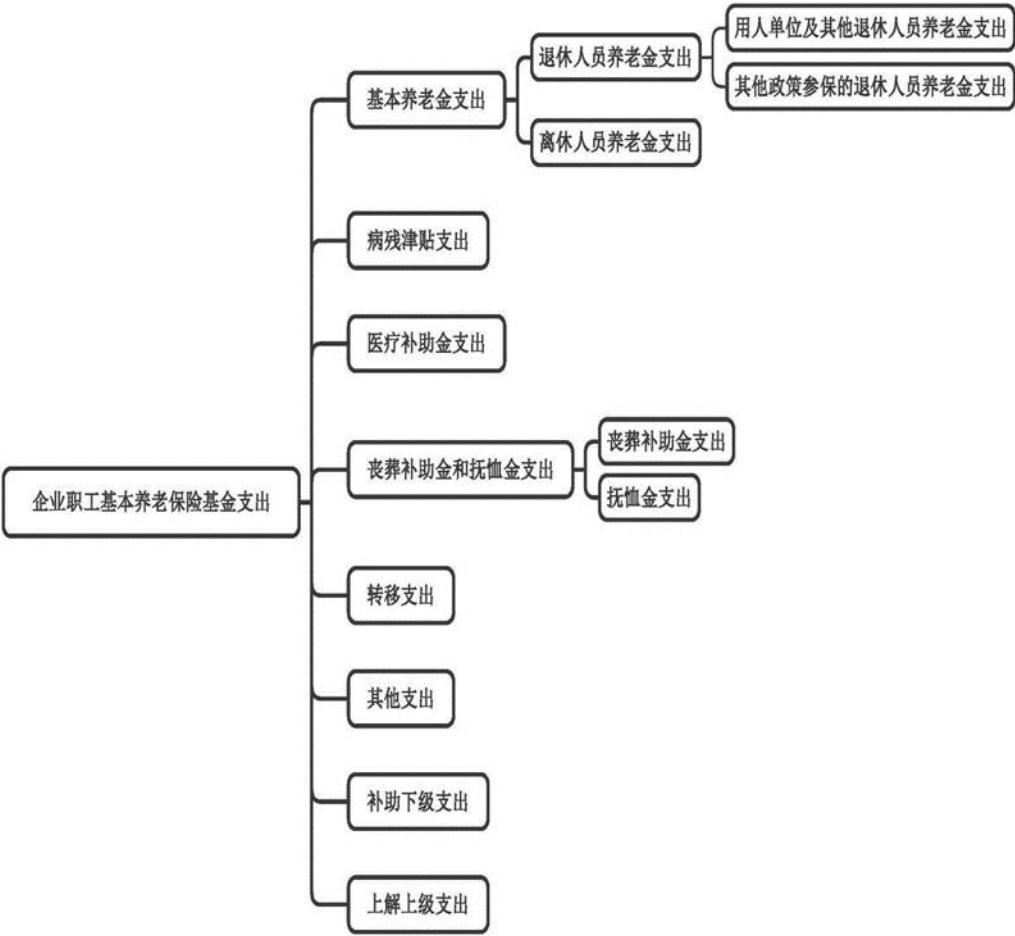 企业职工基本养老保险基金支出
基本养老金支出
退休人员养老金支出
用人单位及其他退休人员养老金支出
其他政策参保的退休人员养老金支出
离休人员养老金支出
病残津贴支出
医疗补助金支出
丧葬补助金和抚恤金支出
丧葬补助金支出
抚恤金支出
转移支出
其他支出
补助下级支出
上解上级支出